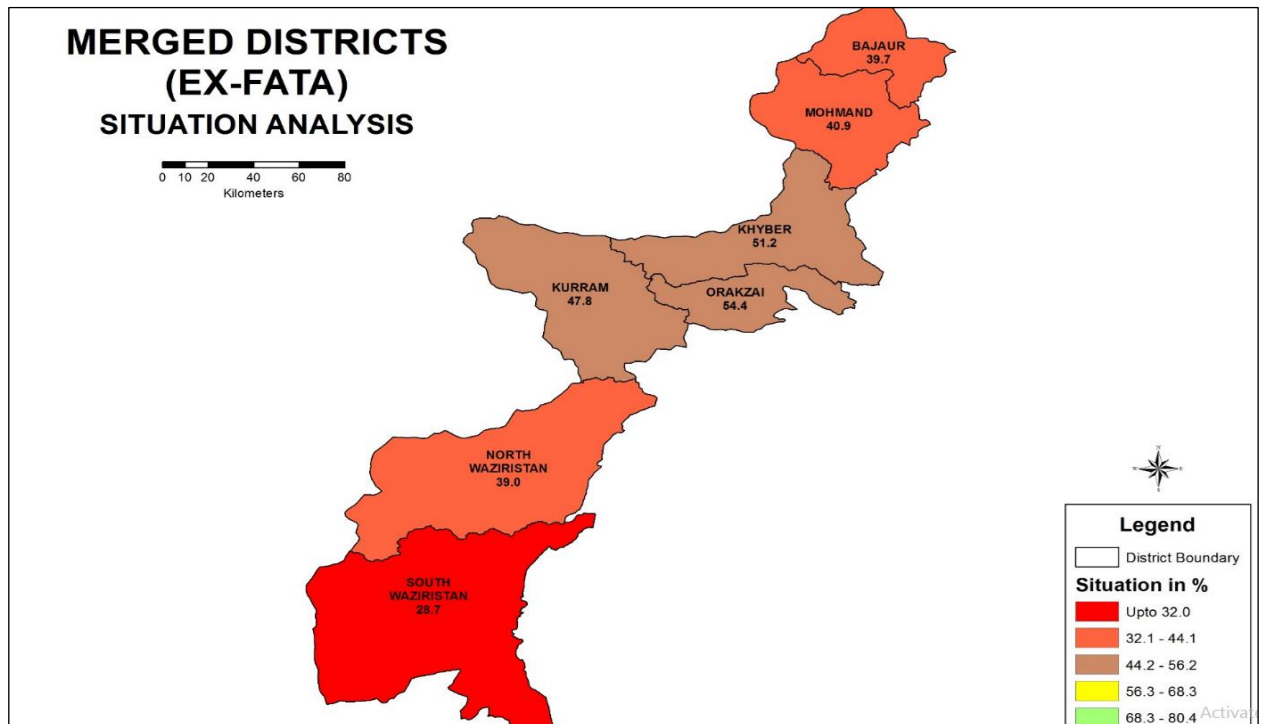 MERGED DISTRICTS
(EX-FATA)
SITUATION ANALYSIS
0 10 20 40 60 80
Kilometers
BAJAUR
39.7
MOHMAND
40.9
KHYBER
51.2
KURRAM
47.8
ORAKZAI
54.4
NORTH
WAZIRISTAN
39.0
SOUTH
WAZIRISTAN
28.7
N
W E
S
Legend
District Boundary
Situation in %
Upto 32.0
32.1 - 44.1
44.2 - 56.2
56.3 - 68.3
68.3 - 80.4
Activate